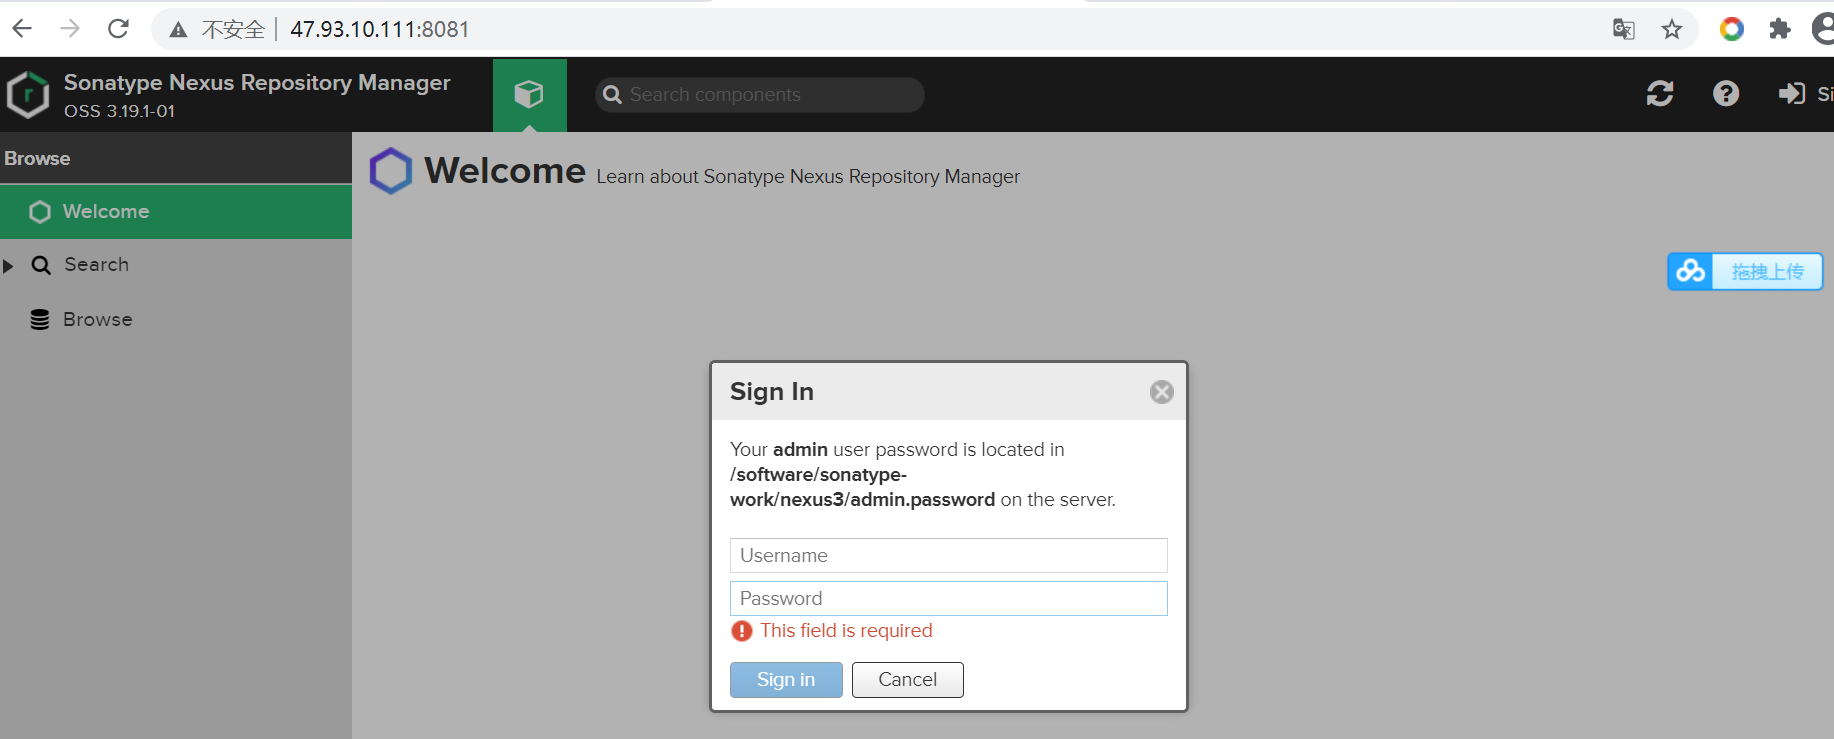 不安全 47.93.10.111:8081
Sonatype Nexus Repository Manager
OSS 3.19.1-01
Search components
Si
Browse
Welcome Learn about Sonatype Nexus Repository Manager
Welcome
Search
Browse
拖拽上传
Sign In
Your admin user password is located in
/software/sonatype-
work/nexus3/admin.password on the server.
Username
Password
This field is required
Sign in Cancel